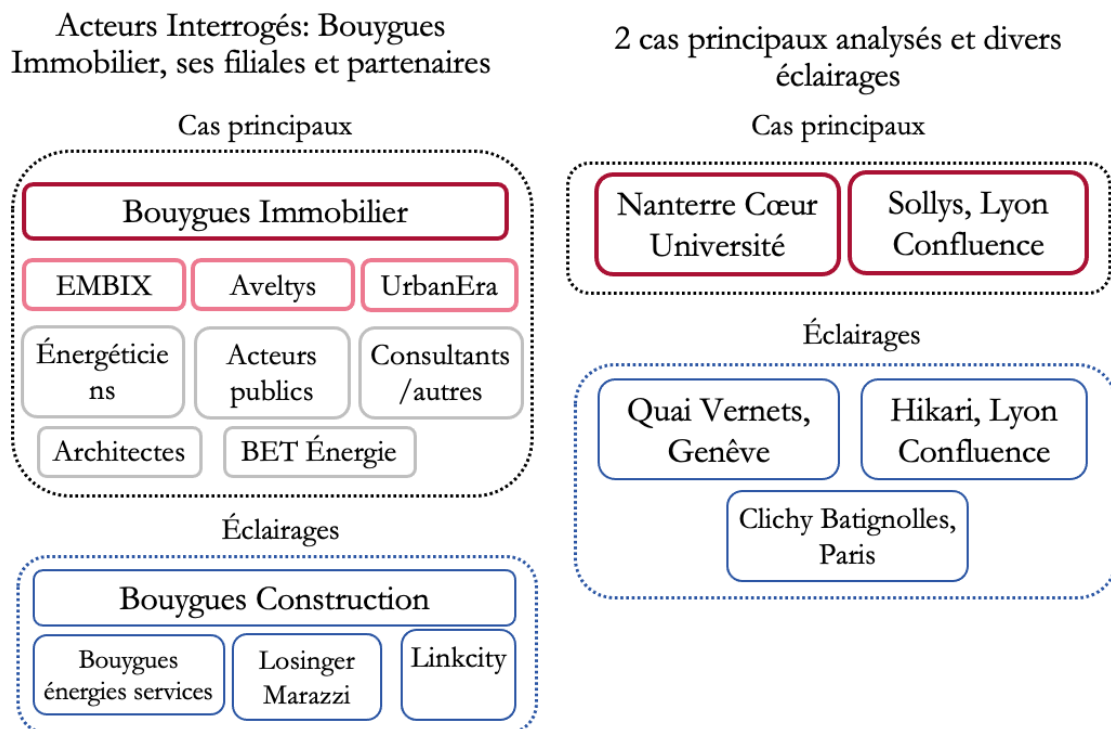 Acteurs Interrogés: Bouygues
Immobilier, ses filiales et partenaires
Cas principaux
Bouygues Immobilier
EMBIX
Aveltys
UrbanEra
Énergéticie
ns
Acteurs
publics
Consultants
/autres
Architectes
BET Énergie
Éclairages
Bouygues Construction
Bouygues
énergies services
Losinger
Marazzi
Linkcity
2 cas principaux analysés et divers
éclairages
Cas principaux
Nanterre Cœur
Université
Sollys, Lyon
Confluence
Éclairages
Quai Vernets,
Genêve
Hikari, Lyon
Confluence
Clichy Batignolles,
Paris